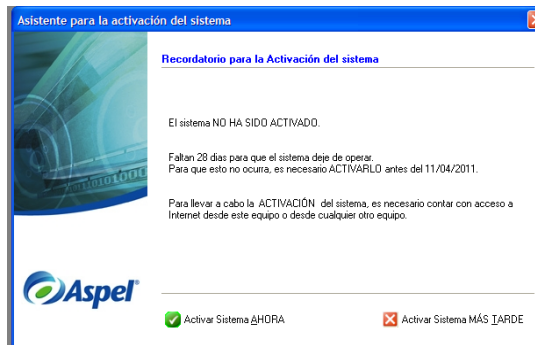 Asistente para la activación del sistema
Recordatorio para la Activación del sistema
El sistema NO HA SIDO ACTIVADO.
Faltan 28 dias para que el sistema deje de operar.
Para que esto no ocurra, es necesario ACTIVARLO antes del 11/04/2011.
Para llevar a cabo la ACTIVACIÓN del sistema, es necesario contar con acceso a
Internet desde este equipo o desde cualquier otro equipo.
Aspel
Activar Sistema AHORA
Activar Sistema MÁS TARDE